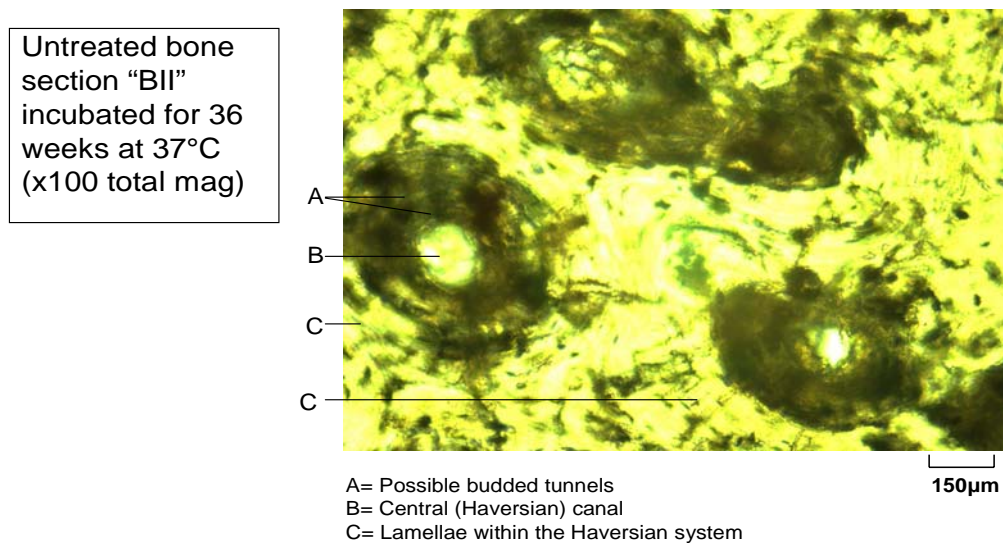 Untreated bone
section “BII”
incubated for 36
weeks at 37°C
(x100 total mag)
A
B
C
C
150µm
A= Possible budded tunnels
B= Central (Haversian) canal
C= Lamellae within the Haversian system